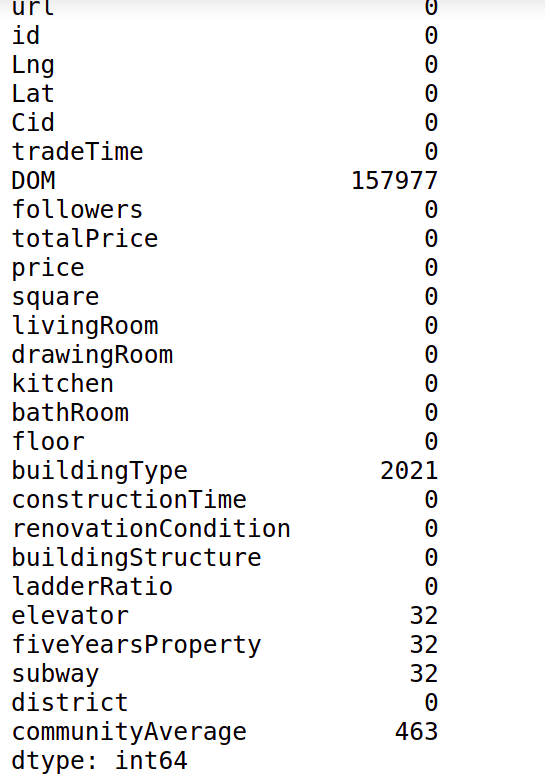 url 0
id 0
Lng 0
Lat 0
Cid 0
tradeTime 0
DOM 157977
followers 0
totalPrice 0
price 0
square 0
livingRoom 0
drawingRoom 0
kitchen 0
bathRoom 0
floor 0
buildingType 2021
constructionTime 0
renovationCondition 0
buildingStructure 0
ladderRatio 0
elevator 32
fiveYearsProperty 32
subway 32
district 0
communityAverage 463
dtype: int64